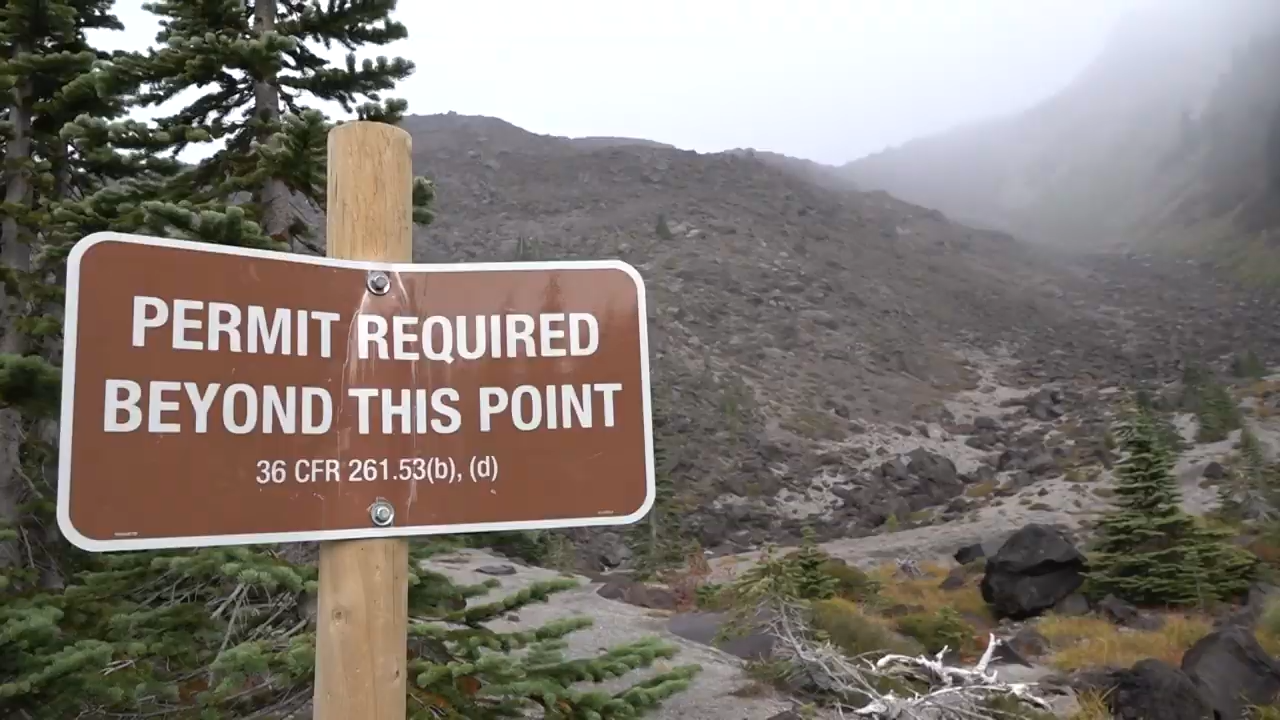 PERMIT REQUIRED
BEYOND THIS POINT
36 CFR 261.53(b), (d)